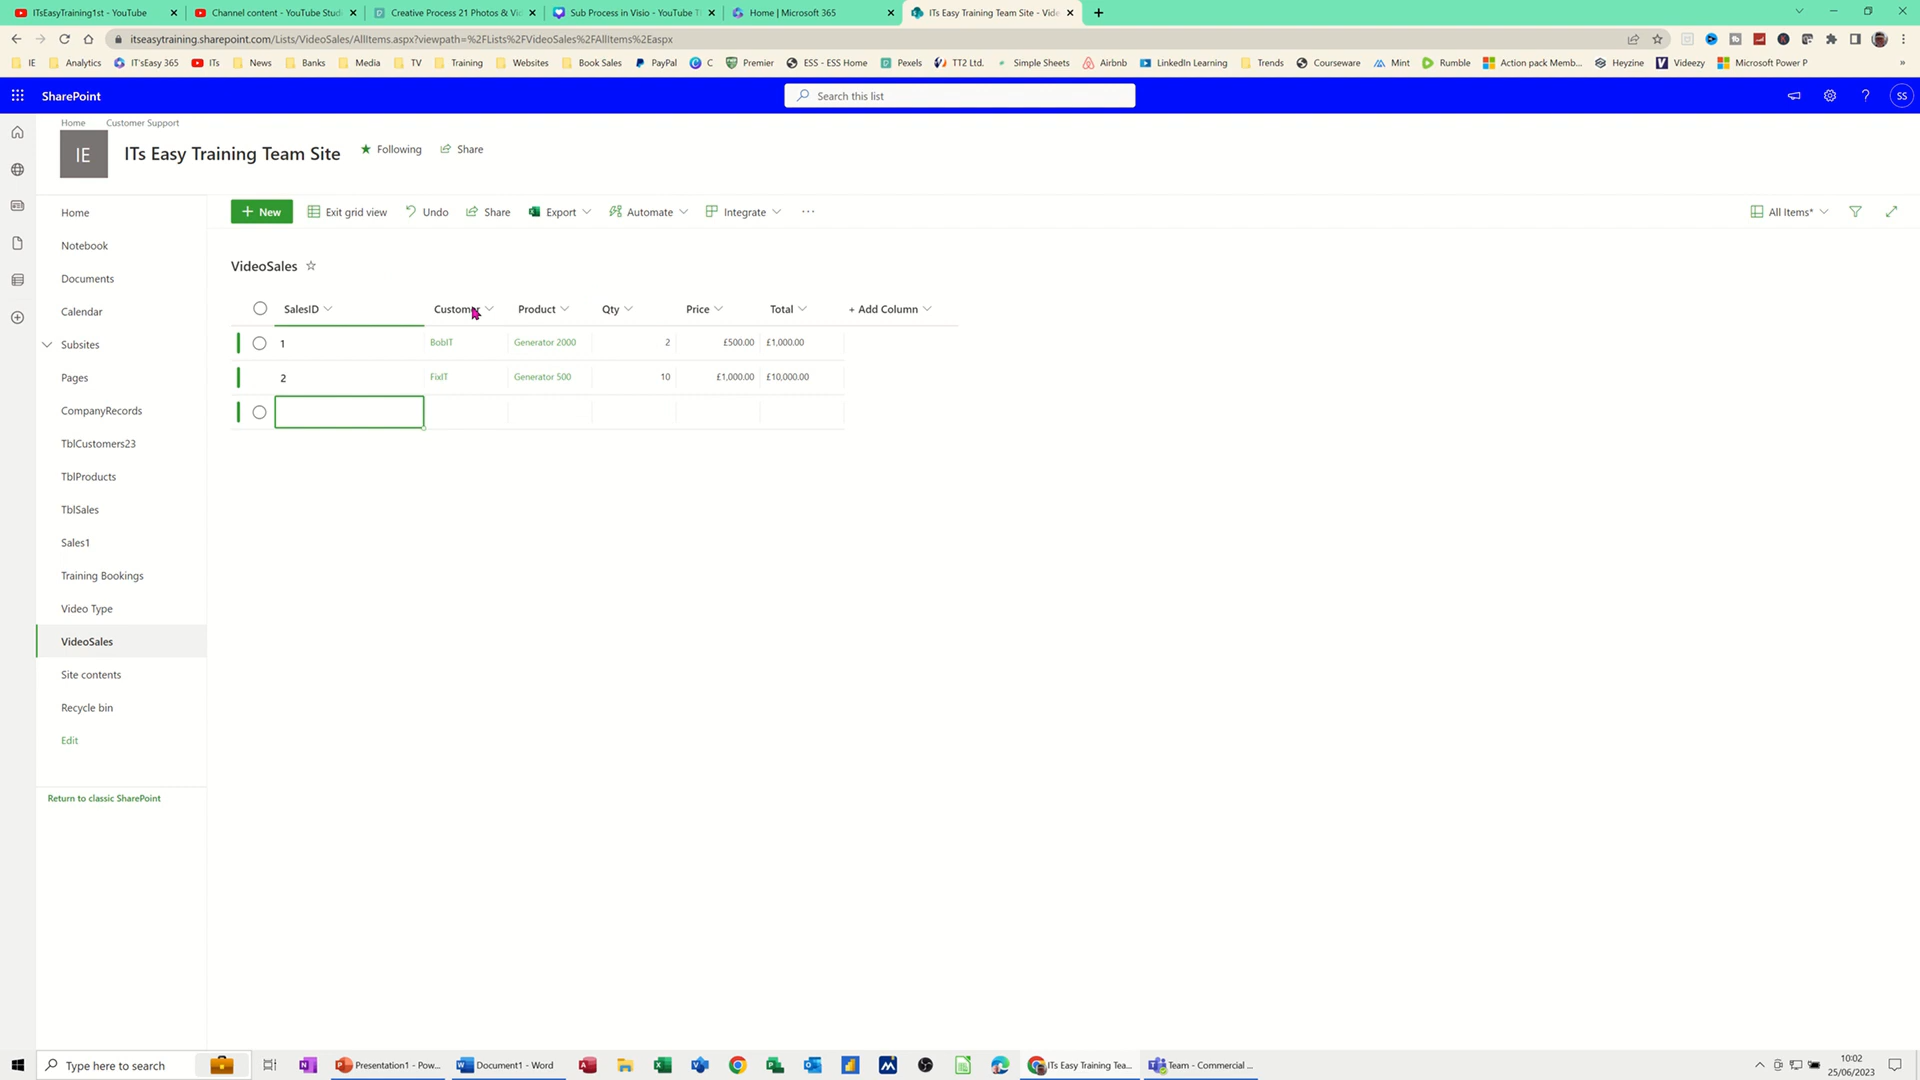 ITsEasyTraining1st - YouTube
Channel content - YouTube Studi
Creative Process 21 Photos & Vi
Sub Process in Visio - YouTube T
Home | Microsoft 365
ITs Easy Training Team Site - Vide
itseasytraining.sharepoint.com/Lists/VideoSales/AllItems.aspx?viewpath=%2FLists%2FVideoSales%2FAllItems%2Easpx
IE Analytics IT'sEasy 365 ITs News Banks Media TV Training Websites Book Sales PayPal C Premier ESS - ESS Home Pexels TT2 Ltd. Simple Sheets Airbnb LinkedIn Learning Trends Courseware Mint Rumble Action pack Memb... Heyzine Videezy Microsoft Power P »
SharePoint
Search this list
? SS
Home Customer Support
IE
ITs Easy Training Team Site
Following Share
Home
Notebook
Documents
Calendar
Subsites
Pages
CompanyRecords
TblCustomers23
TblProducts
TblSales
Sales1
Training Bookings
Video Type
VideoSales
Site contents
Recycle bin
Edit
Return to classic SharePoint
+ New Exit grid view Undo Share Export Automate Integrate ··· All Items*
VideoSales
SalesID Customer Product Qty Price Total + Add Column
1 BobIT Generator 2000 2 £500.00 £1,000.00
2 FixIT Generator 500 10 £1,000.00 £10,000.00
Type here to search
Presentation1 - Pow...
Document1 - Word
ITs Easy Training Tea...
Team - Commercial ...
10:02
25/06/2023